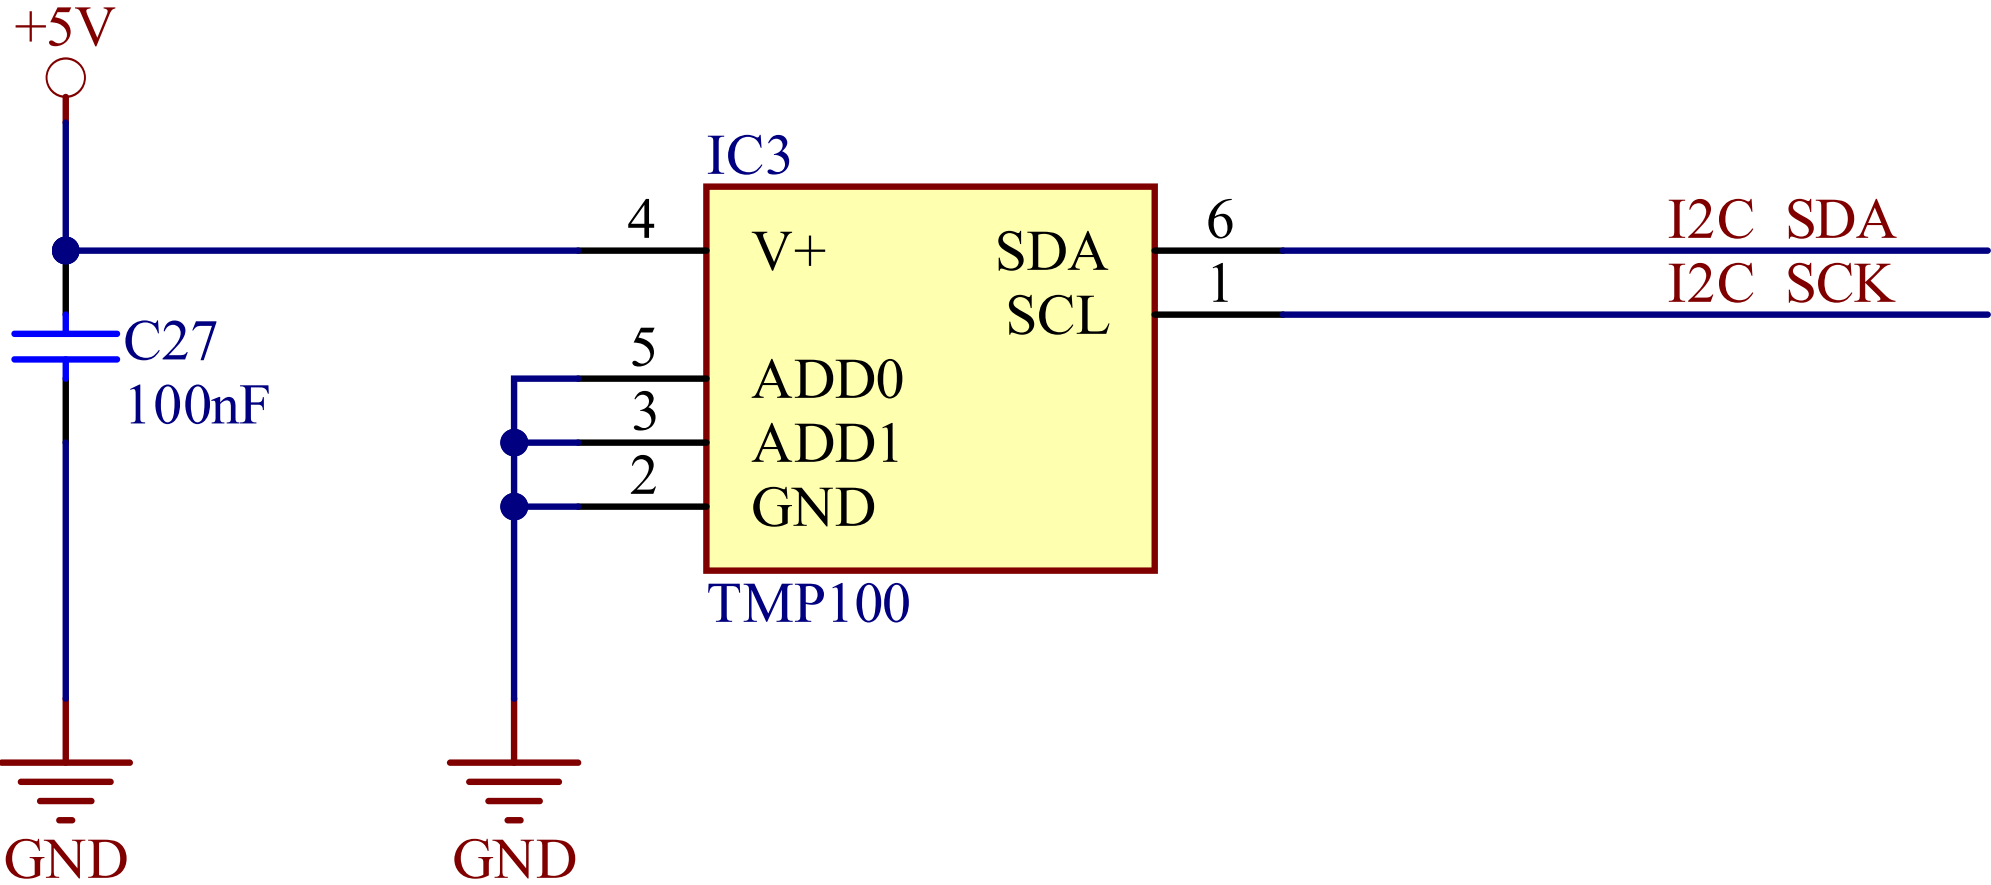 +5V
IC3
4
V+
SDA
6
I2C SDA
SCL
1
I2C SCK
C27
100nF
5
ADD0
3
ADD1
2
GND
TMP100
GND
GND